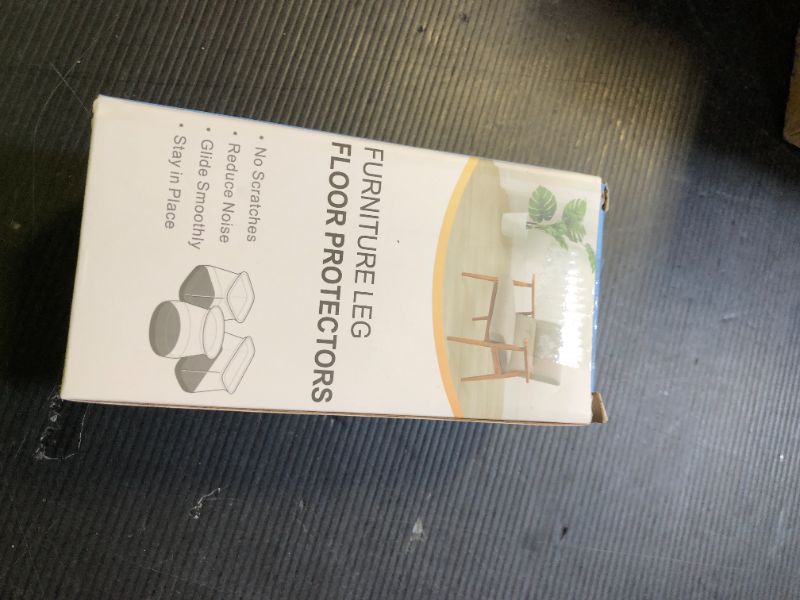 FURNITURE LEG
FLOOR PROTECTORS
• No Scratches
• Reduce Noise
• Glide Smoothly
• Stay in Place